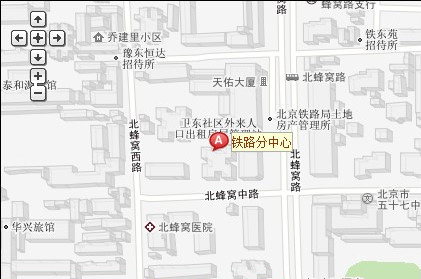 蜂窝路支行
乔建里小区
铁东苑
招待所
豫东恒达
招待所
天佑大厦
北蜂窝路
泰和
旅馆
北京铁路局土地
房产管理所
卫东社区外来人
口出租房屋管理站
北蜂窝西路
A
铁路分中心
北蜂窝路
北蜂窝中路
北京市
五十七中
华兴旅馆
北蜂窝医院